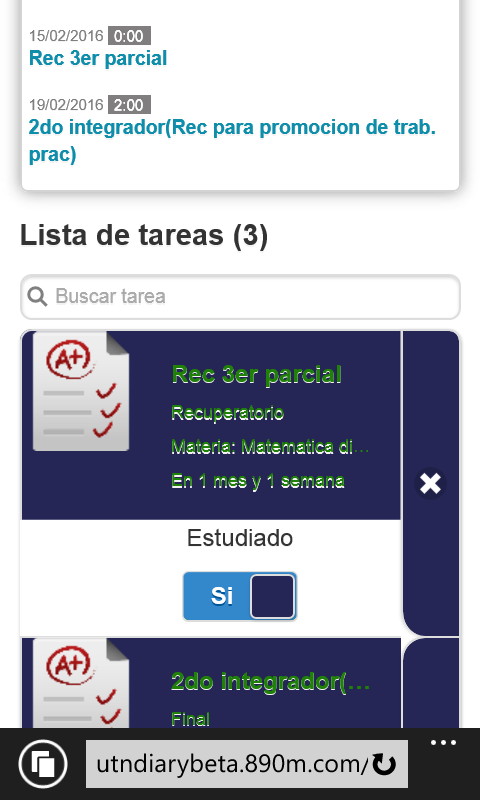 15/02/2016 0:00
Rec 3er parcial
19/02/2016 2:00
2do integrador(Rec para promocion de trab.
prac)
Lista de tareas (3)
Buscar tarea
A+
Rec 3er parcial
Recuperatorio
Materia: Matematica di...
En 1 mes y 1 semana
Estudiado
Si
A+
2do integrador(...
Final
utndiarybeta.890m.com/